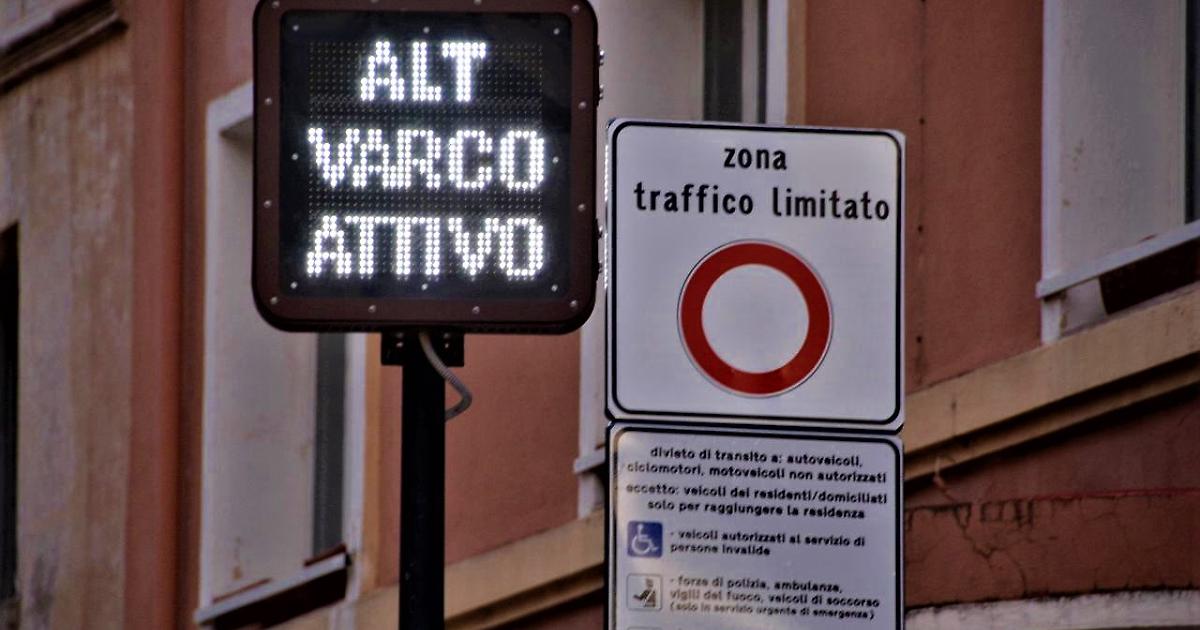 ALT
VARCO
ATTIVO
zona
traffico limitato
divieto di transito a: autoveicoli,
ciclomotori, motoveicoli non autorizzati
eccetto: veicoli dei residenti/domiciliati
solo per raggiungere la residenza
- veicoli autorizzati al servizio di
persone invalide
- forze di polizia, ambulanze,
vigili del fuoco, veicoli di soccorso
(solo in servizio urgente di emergenza)